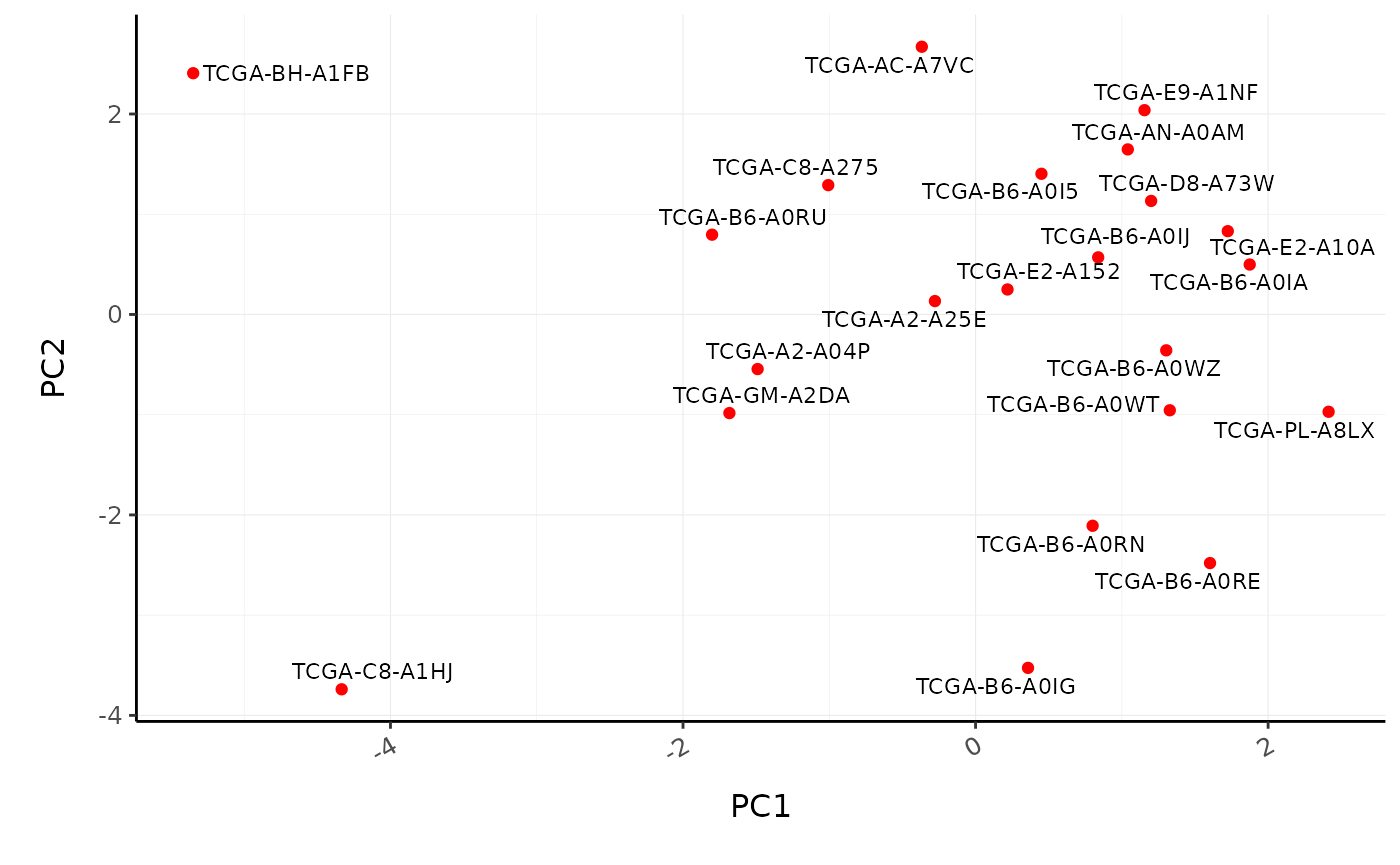 TCGA-BH-A1FB
TCGA-AC-A7VC
TCGA-E9-A1NF
TCGA-AN-A0AM
TCGA-C8-A275
TCGA-B6-A0I5
TCGA-D8-A73W
TCGA-B6-A0RU
TCGA-B6-A0IJ
TCGA-E2-A10A
TCGA-E2-A152
TCGA-B6-A0IA
TCGA-A2-A25E
TCGA-A2-A04P
TCGA-B6-A0WZ
TCGA-GM-A2DA
TCGA-B6-A0WT
TCGA-PL-A8LX
TCGA-B6-A0RN
TCGA-B6-A0RE
TCGA-C8-A1HJ
TCGA-B6-A0IG
2
0
-2
-4
PC2
-4
-2
0
2
PC1